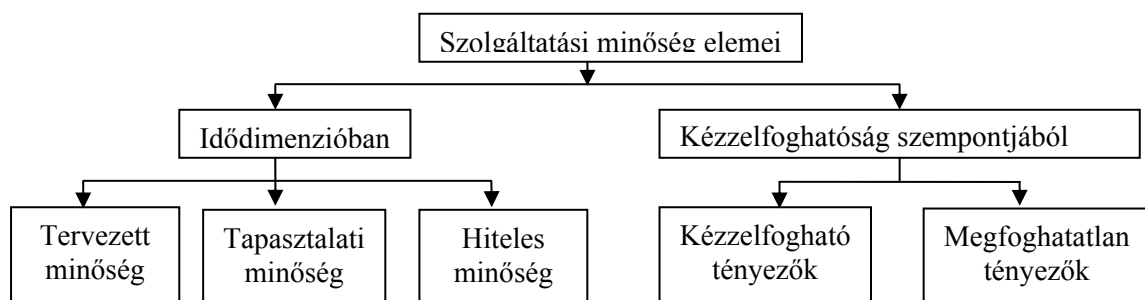 Szolgáltatási minőség elemei
Idődimenzióban
Kézzelfoghatóság szempontjából
Tervezett
minőség
Tapasztalati
minőség
Hiteles
minőség
Kézzelfogható
tényezők
Megfoghatatlan
tényezők